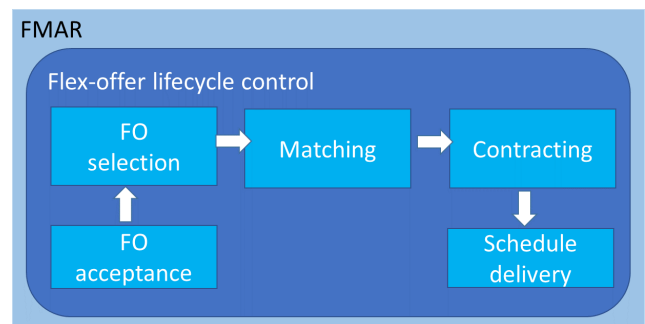 FMAR
Flex-offer lifecycle control
FO
selection
Matching
Contracting
FO
acceptance
Schedule
delivery